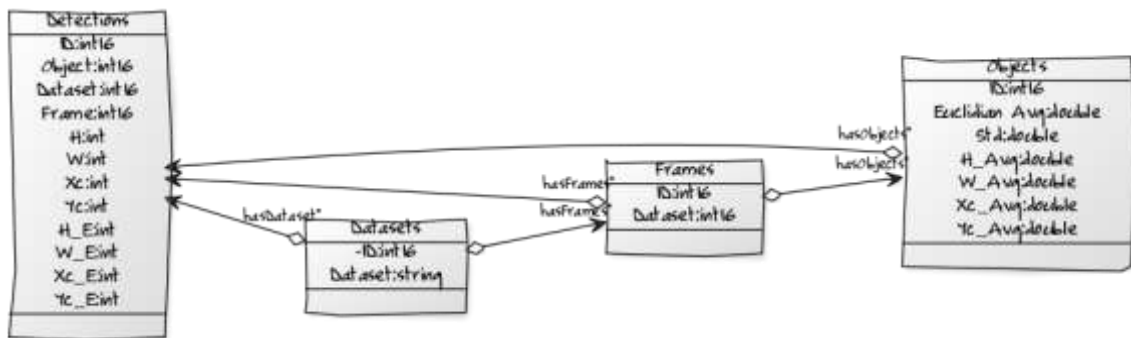 Detections
ID:int16
Object:int16
Dataset:int16
Frame:int16
H:int
W:int
Xc:int
Yc:int
H_E:int
W_E:int
Xc_E:int
Yc_E:int
hasDataset*
Datasets
-ID:int16
Dataset:string
hasFrames*
hasFrames
Frames
ID:int16
Dataset:int16
hasObjects*
hasObjects
Objects
ID:int16
Euclidian Avg:double
Std:double
H_Avg:double
W_Avg:double
Xc_Avg:double
Yc_Avg:double